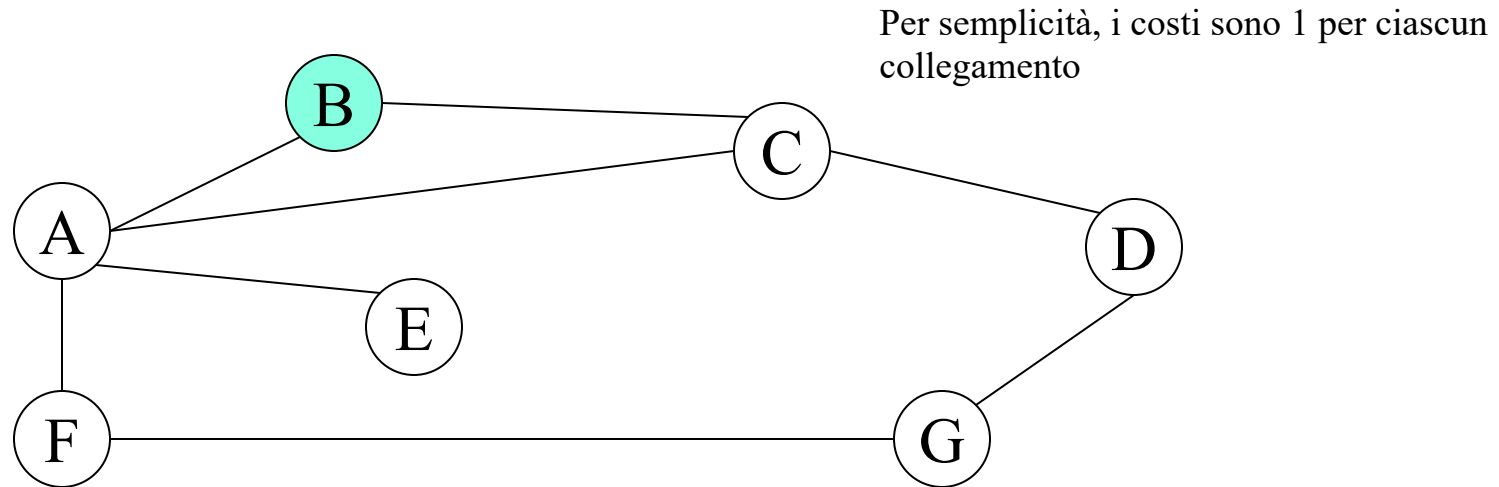 Per semplicità, i costi sono 1 per ciascun
collegamento
B
C
A
D
E
F
G